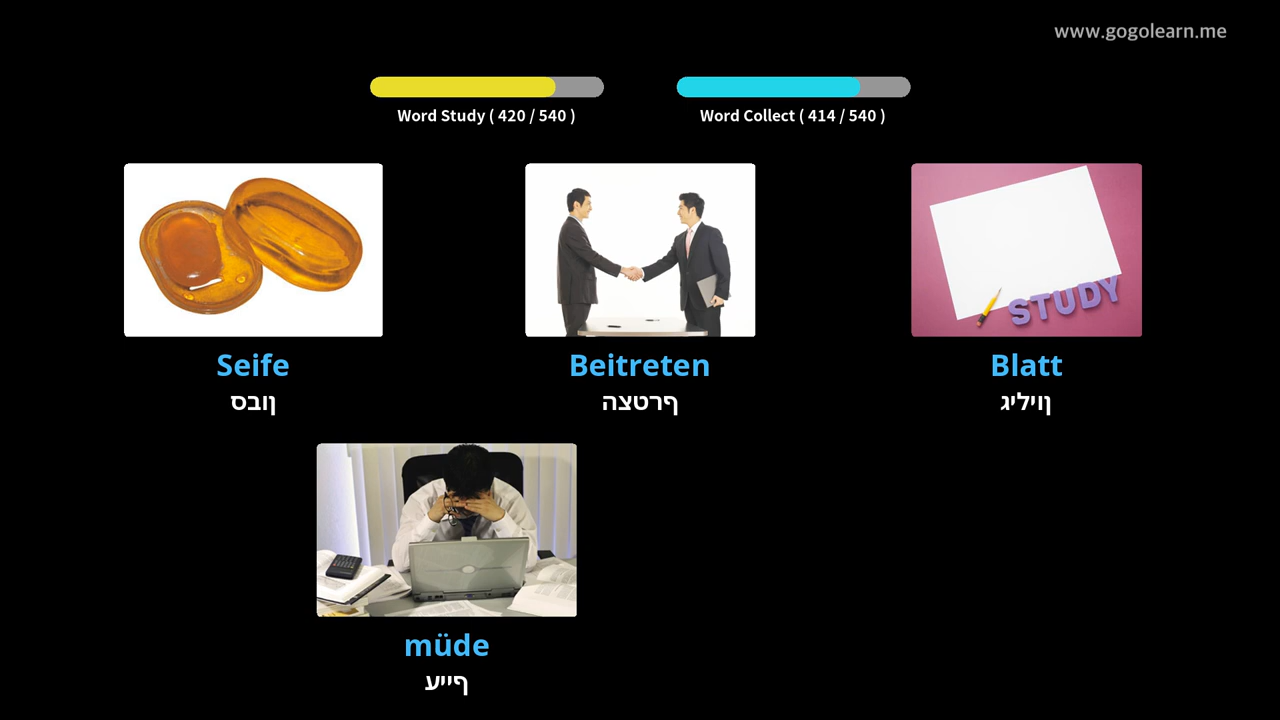 www.gogolearn.me
Word Study ( 420 / 540 )
Word Collect ( 414 / 540 )
STUDY
Seife
ןובס
Beitreten
ףרטצה
Blatt
ןויליג
müde
ףייע